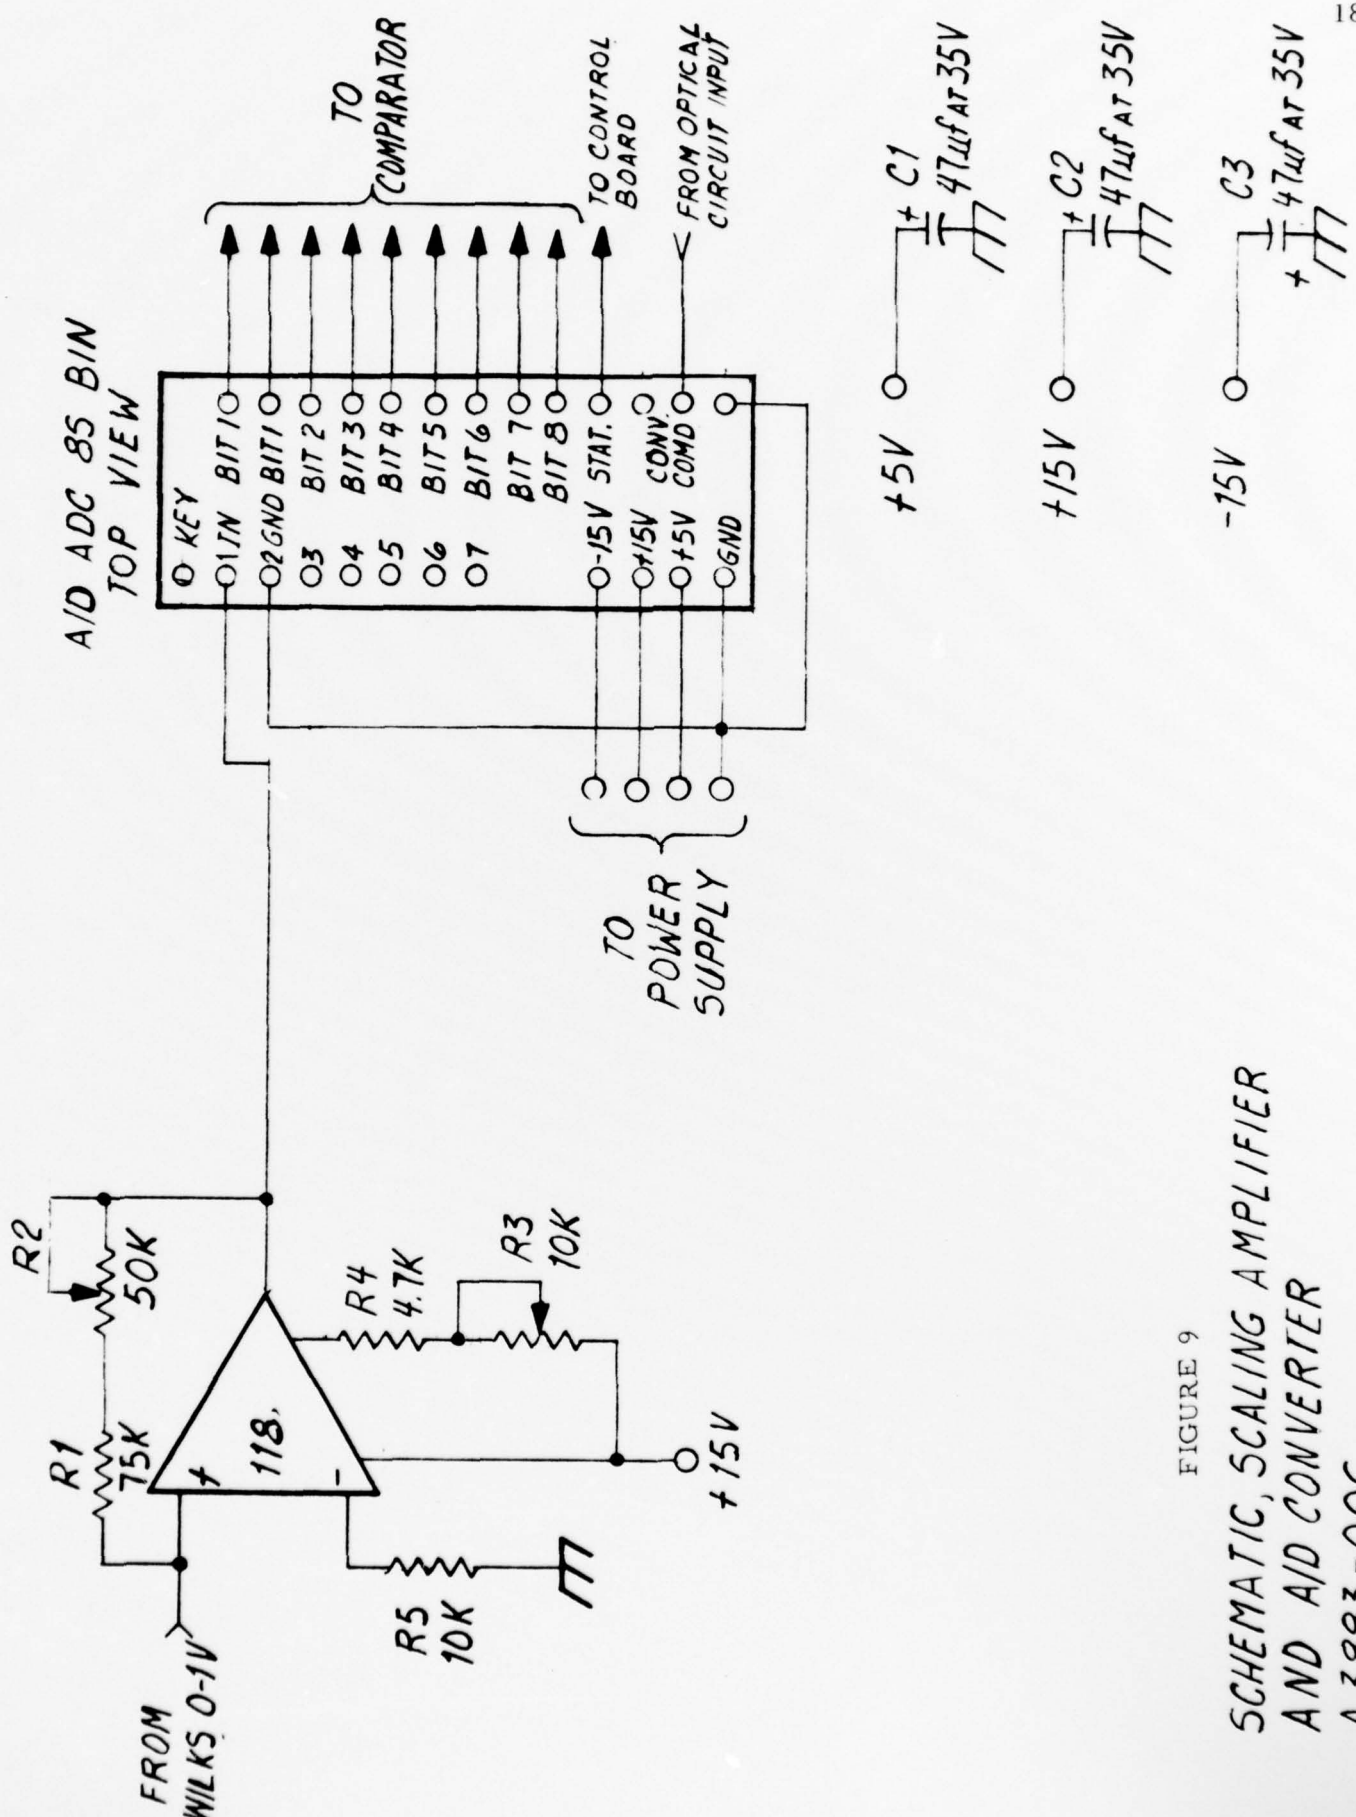 18
A/D ADC 85 BIN
TOP VIEW
KEY
1 IN BIT 1
2 GND BIT 1
3 BIT 2
4 BIT 3
5 BIT 4
6 BIT 5
7 BIT 6
BIT 7
BIT 8
-15V STAT.
+15V CONV.
+5V COMD
GND
TO
COMPARATOR
TO CONTROL
BOARD
FROM OPTICAL
CIRCUIT INPUT
TO
POWER
SUPPLY
R2
50K
R1
75K
+
118.
-
R4
4.7K
R3
10K
R5
10K
+15V
FROM
WILKS 0-1V
+5V
+
C1
47µf AT 35V
+15V
+
C2
47µf AT 35V
-15V
C3
+
47µf AT 35V
FIGURE 9
SCHEMATIC, SCALING AMPLIFIER
AND A/D CONVERTER